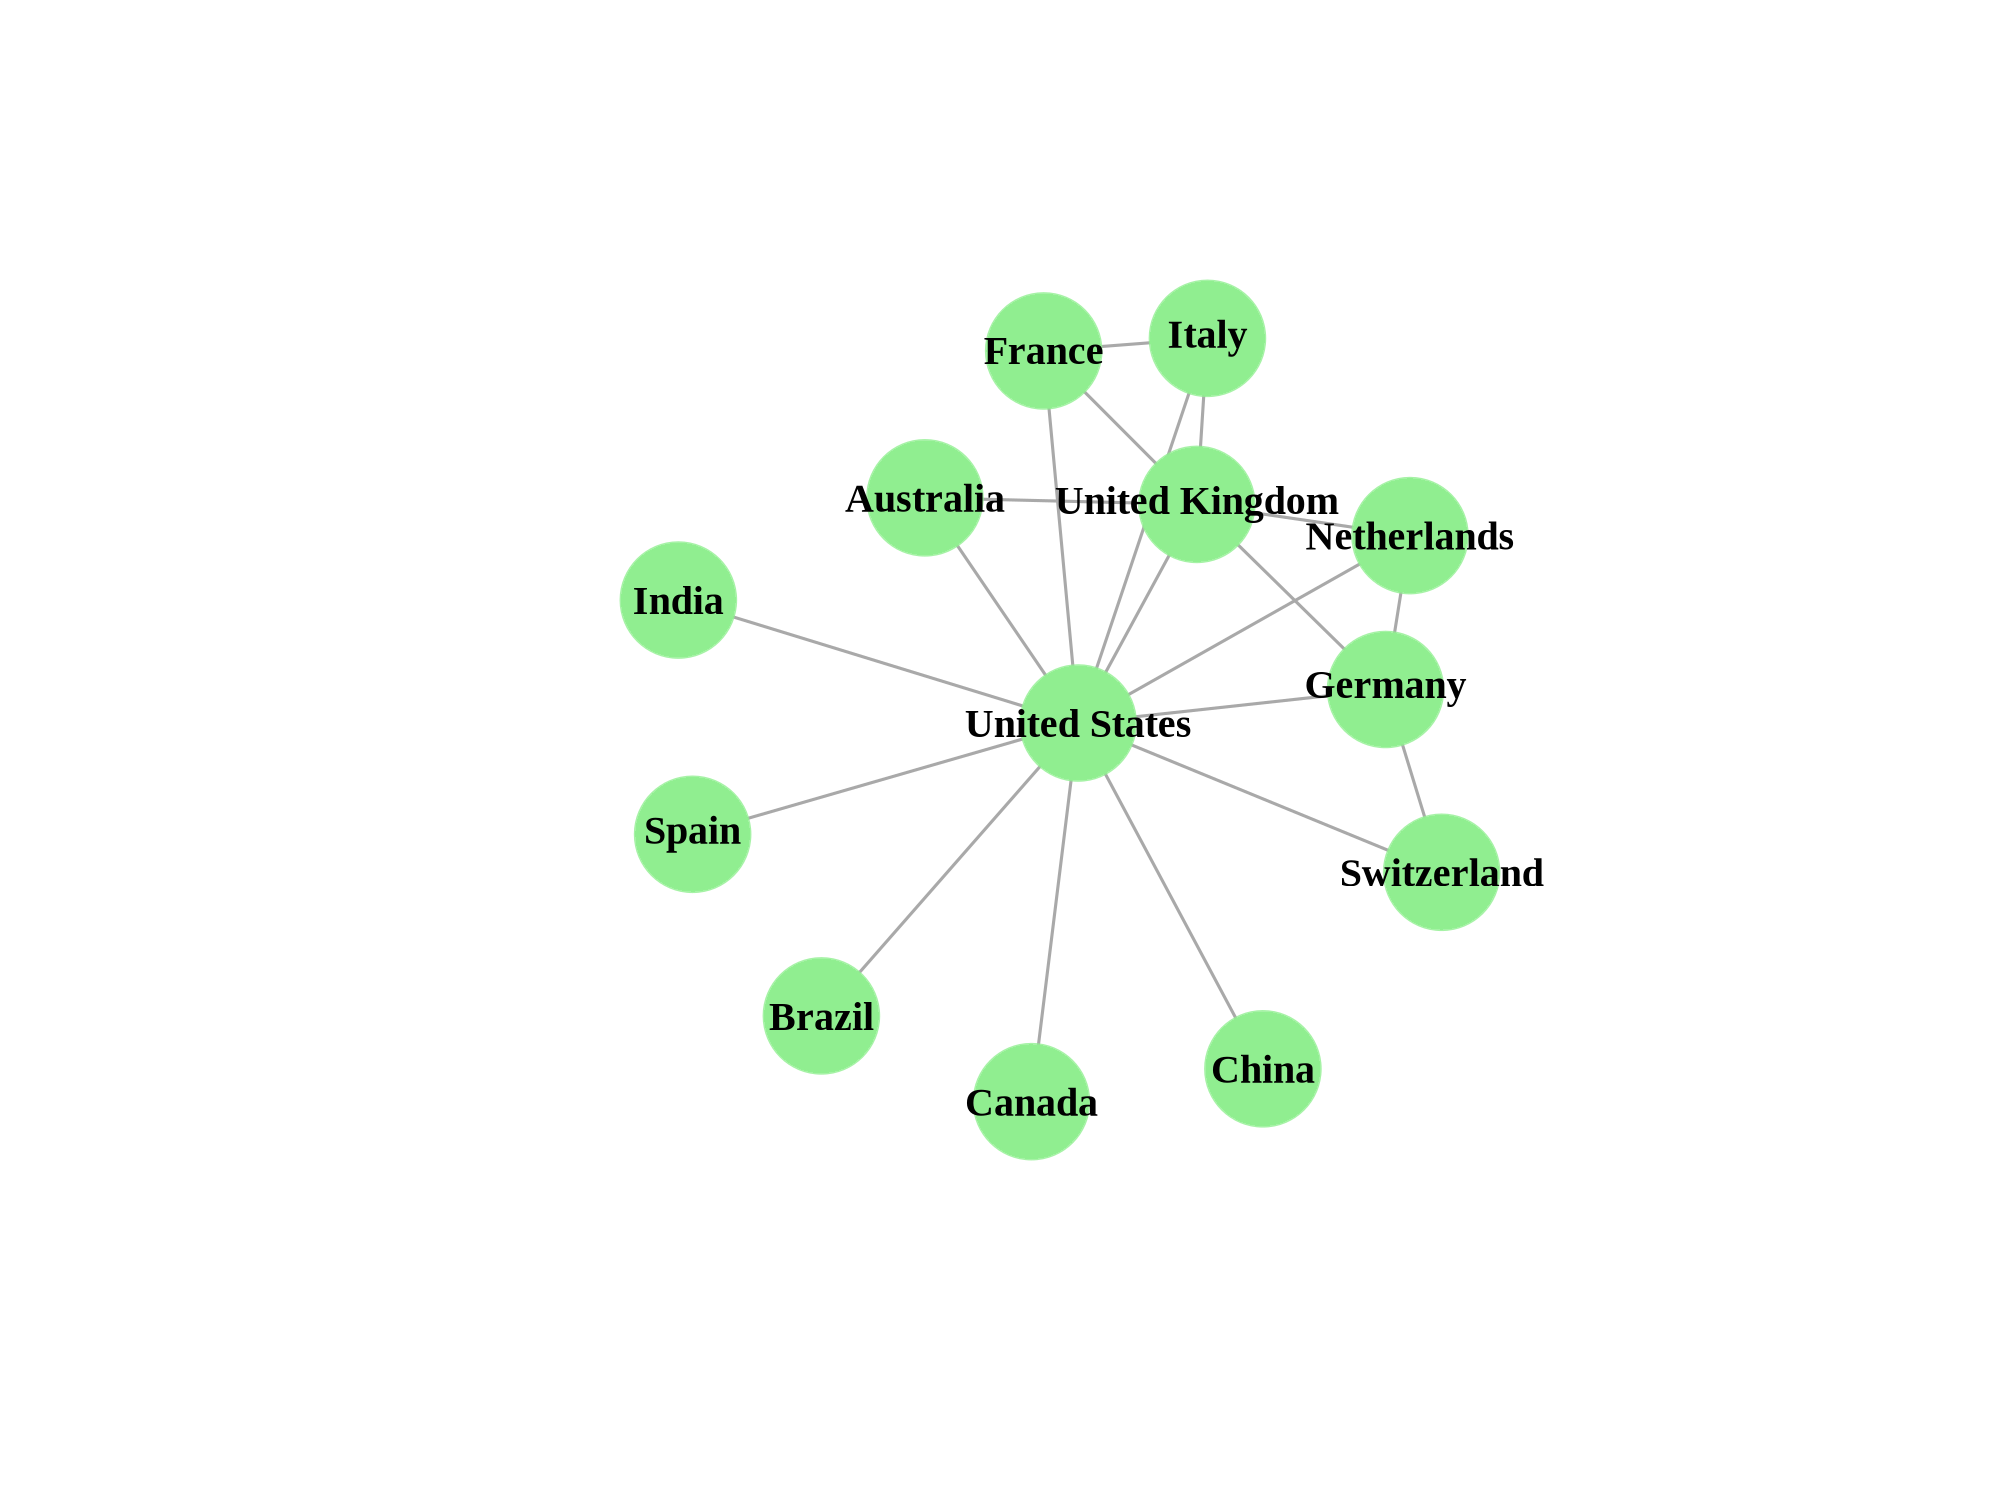 Italy
France
Australia
United Kingdom
Netherlands
India
Germany
United States
Spain
Switzerland
Brazil
China
Canada